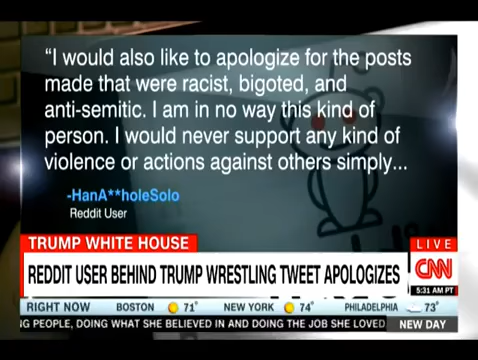 “I would also like to apologize for the posts
made that were racist, bigoted, and
anti-semitic. I am in no way this kind of
person. I would never support any kind of
violence or actions against others simply...
-HanA**holeSolo
Reddit User
TRUMP WHITE HOUSE
LIVE
REDDIT USER BEHIND TRUMP WRESTLING TWEET APOLOGIZES
CNN
5:31 AM PT
RIGHT NOW BOSTON 71° NEW YORK 74° PHILADELPHIA 73°
G PEOPLE, DOING WHAT SHE BELIEVED IN AND DOING THE JOB SHE LOVED NEW DAY